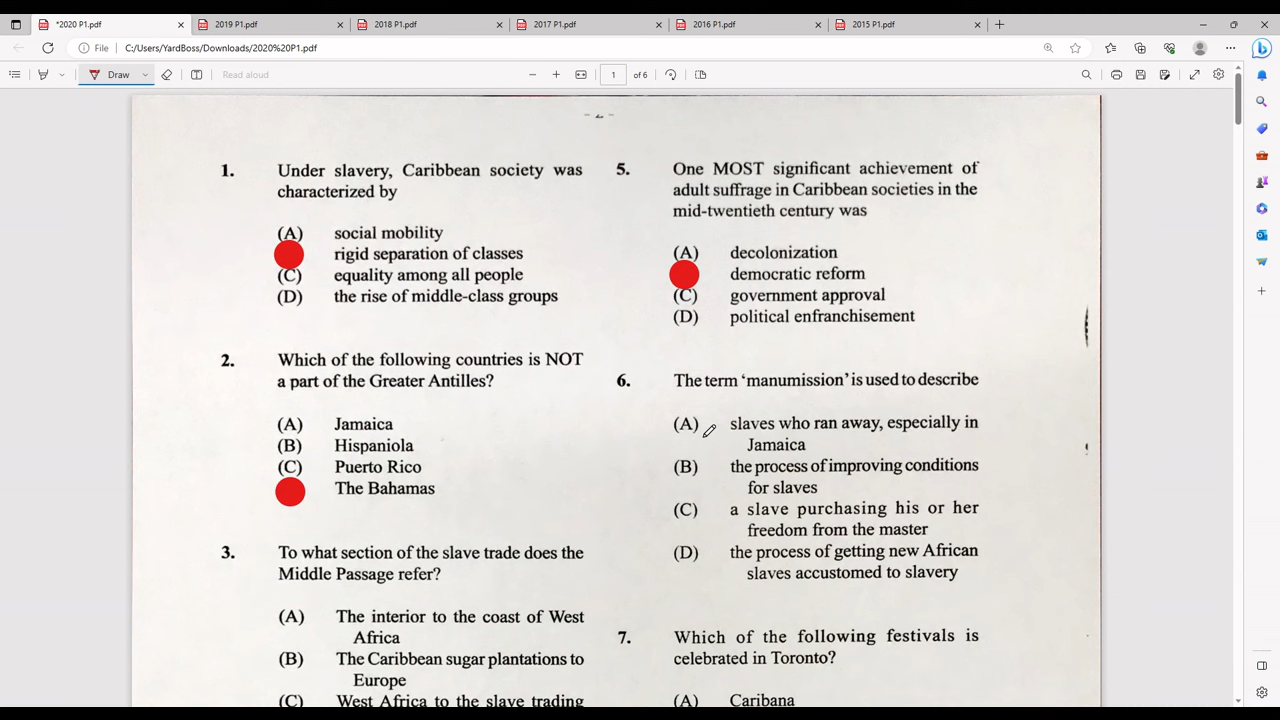 *2020 P1.pdf
2019 P1.pdf
2018 P1.pdf
2017 P1.pdf
2016 P1.pdf
2015 P1.pdf
File
C:/Users/YardBoss/Downloads/2020%20P1.pdf
Draw
Read aloud
1
of 6
1. Under slavery, Caribbean society was
characterized by
(A) social mobility
rigid separation of classes
(C) equality among all people
(D) the rise of middle-class groups
2. Which of the following countries is NOT
a part of the Greater Antilles?
(A) Jamaica
(B) Hispaniola
(C) Puerto Rico
The Bahamas
3. To what section of the slave trade does the
Middle Passage refer?
(A) The interior to the coast of West
Africa
(B) The Caribbean sugar plantations to
Europe
(C) West Africa to the slave trading
5. One MOST significant achievement of
adult suffrage in Caribbean societies in the
mid-twentieth century was
(A) decolonization
democratic reform
(C) government approval
(D) political enfranchisement
6. The term ‘manumission’ is used to describe
(A) slaves who ran away, especially in
Jamaica
(B) the process of improving conditions
for slaves
(C) a slave purchasing his or her
freedom from the master
(D) the process of getting new African
slaves accustomed to slavery
7. Which of the following festivals is
celebrated in Toronto?
(A) Caribana